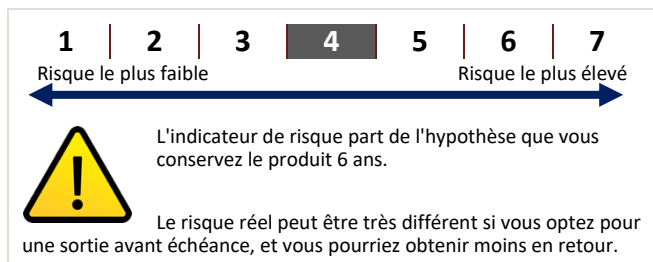 1 2 3 4 5 6 7
Risque le plus faible Risque le plus élevé
L'indicateur de risque part de l'hypothèse que vous
conservez le produit 6 ans.
Le risque réel peut être très différent si vous optez pour
une sortie avant échéance, et vous pourriez obtenir moins en retour.